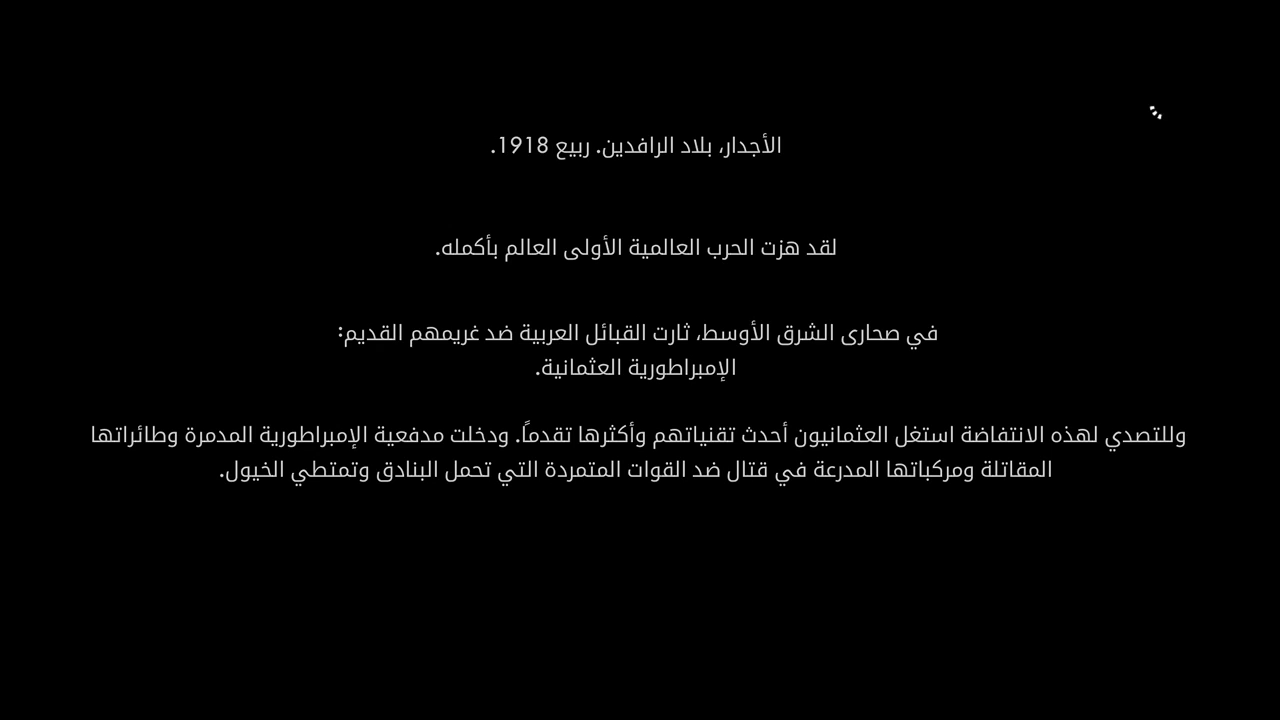 الأجدار، بلاد الرافدين. ربيع 1918.
لقد هزت الحرب العالمية الأولى العالم بأكمله.
في صحارى الشرق الأوسط، ثارت القبائل العربية ضد غريمهم القديم:
الإمبراطورية العثمانية.
وللتصدي لهذه الانتفاضة استغل العثمانيون أحدث تقنياتهم وأكثرها تقدماً. ودخلت مدفعية الإمبراطورية المدمرة وطائراتها
المقاتلة ومركباتها المدرعة في قتال ضد القوات المتمردة التي تحمل البنادق وتمتطي الخيول.